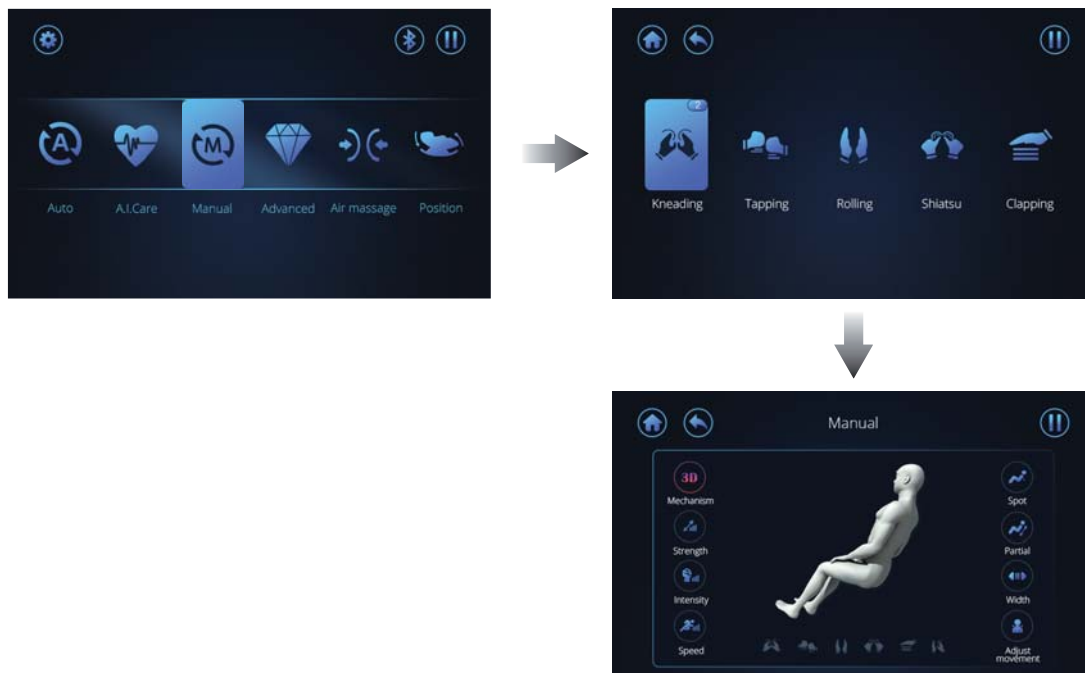 A
M
Auto
A.I.Care
Manual
Advanced
Air massage
Position
2
Kneading
Tapping
Rolling
Shiatsu
Clapping
Manual
3D
Mechanism
Strength
Intensity
Speed
Spot
Partial
Width
Adjust
movement